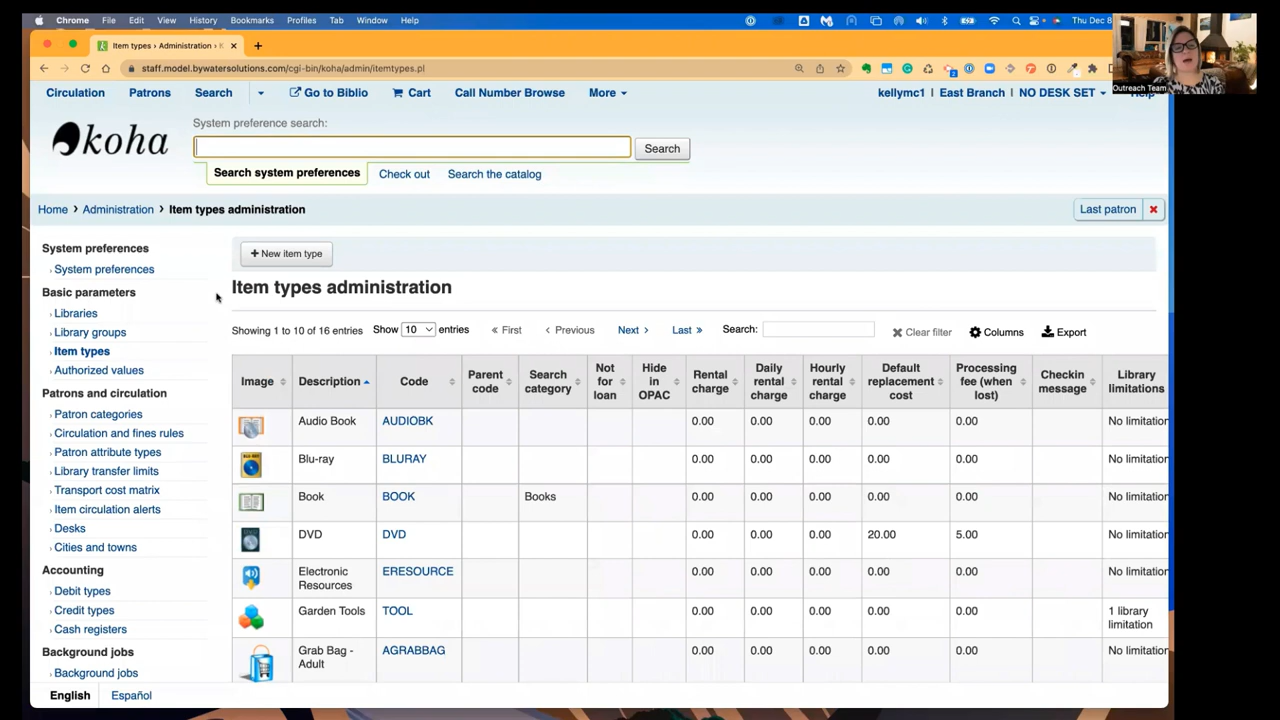 Chrome File Edit View History Bookmarks Profiles Tab Window Help Thu Dec 8
Item types › Administration › K
staff.model.bywatersolutions.com/cgi-bin/koha/admin/itemtypes.pl
Outreach Team
Circulation Patrons Search Go to Biblio Cart Call Number Browse More kellymc1 | East Branch | NO DESK SET Help
koha
System preference search:
Search
Search system preferences Check out Search the catalog
Home › Administration › Item types administration Last patron
System preferences
System preferences
Basic parameters
Libraries
Library groups
Item types
Authorized values
Patrons and circulation
Patron categories
Circulation and fines rules
Patron attribute types
Library transfer limits
Transport cost matrix
Item circulation alerts
Desks
Cities and towns
Accounting
Debit types
Credit types
Cash registers
Background jobs
Background jobs
English Español
+ New item type
Item types administration
Showing 1 to 10 of 16 entries Show 10 entries « First ‹ Previous Next › Last » Search: Clear filter Columns Export
Image Description Code Parent code Search category Not for loan Hide in OPAC Rental charge Daily rental charge Hourly rental charge Default replacement cost Processing fee (when lost) Checkin message Library limitations
Audio Book AUDIOBK 0.00 0.00 0.00 0.00 0.00 No limitation
Blu-ray BLURAY 0.00 0.00 0.00 0.00 0.00 No limitation
Book BOOK Books 0.00 0.00 0.00 0.00 0.00 No limitation
DVD DVD 0.00 0.00 0.00 20.00 5.00 No limitation
Electronic Resources ERESOURCE 0.00 0.00 0.00 0.00 0.00 No limitation
Garden Tools TOOL 0.00 0.00 0.00 0.00 0.00 1 library limitation
Grab Bag - Adult AGRABBAG 0.00 0.00 0.00 0.00 0.00 No limitation